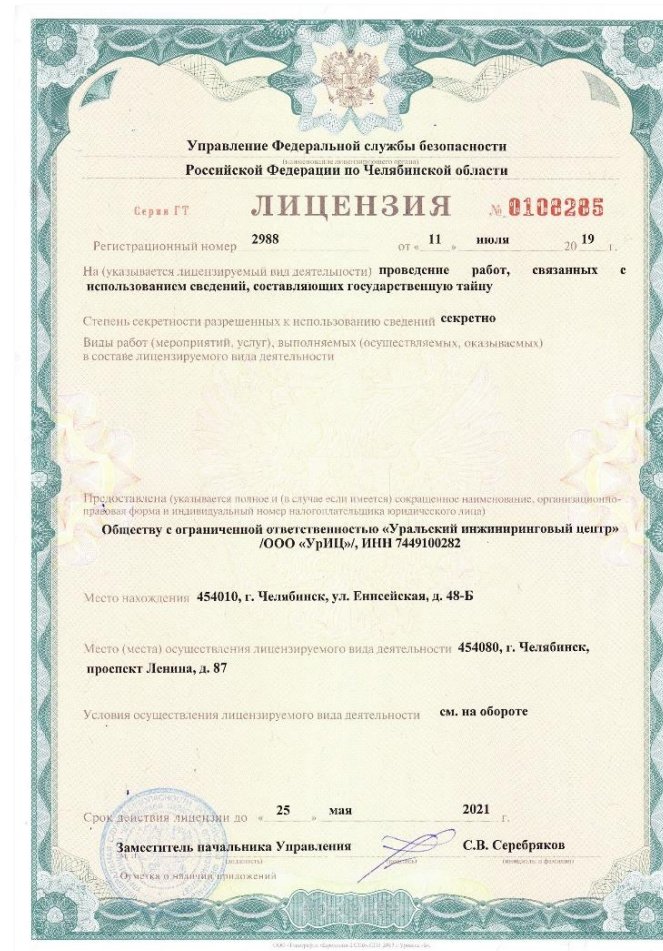 Управление Федеральной службы безопасности
(наименование лицензирующего органа)
Российской Федерации по Челябинской области
Серия ГТ ЛИЦЕНЗИЯ № 0108285
Регистрационный номер 2988 от « 11 » июля 20 19 г.
На (указывается лицензируемый вид деятельности) проведение работ, связанных с
использованием сведений, составляющих государственную тайну
Степень секретности разрешенных к использованию сведений секретно
Виды работ (мероприятий, услуг), выполняемых (осуществляемых, оказываемых)
в составе лицензируемого вида деятельности
Предоставлена (указывается полное и (в случае если имеется) сокращенное наименование, организационно-
правовая форма и индивидуальный номер налогоплательщика юридического лица)
Обществу с ограниченной ответственностью «Уральский инжиниринговый центр»
/ООО «УрИЦ»/, ИНН 7449100282
Место нахождения 454010, г. Челябинск, ул. Енисейская, д. 48-Б
Место (места) осуществления лицензируемого вида деятельности 454080, г. Челябинск,
проспект Ленина, д. 87
Условия осуществления лицензируемого вида деятельности см. на обороте
Срок действия лицензии до « 25 » мая 2021 г.
Заместитель начальника Управления С.В. Серебряков
(должность) (подпись) (инициалы и фамилия)
Отметка о наличии приложений